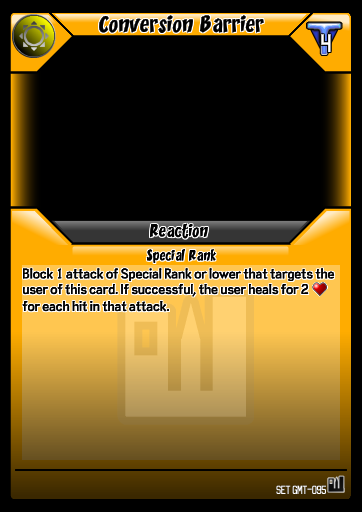 Conversion Barrier
4
Reaction
Special Rank
Block 1 attack of Special Rank or lower that targets the
user of this card. If successful, the user heals for 2
for each hit in that attack.
SET GMT-095